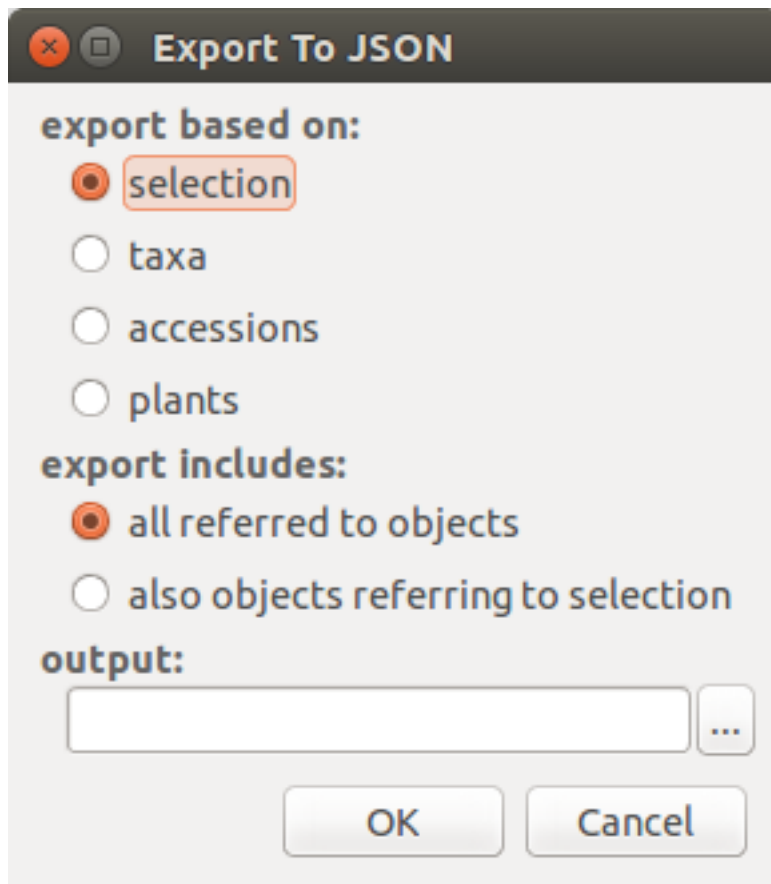 Export To JSON
export based on:
selection
taxa
accessions
plants
export includes:
all referred to objects
also objects referring to selection
output:
...
OK Cancel